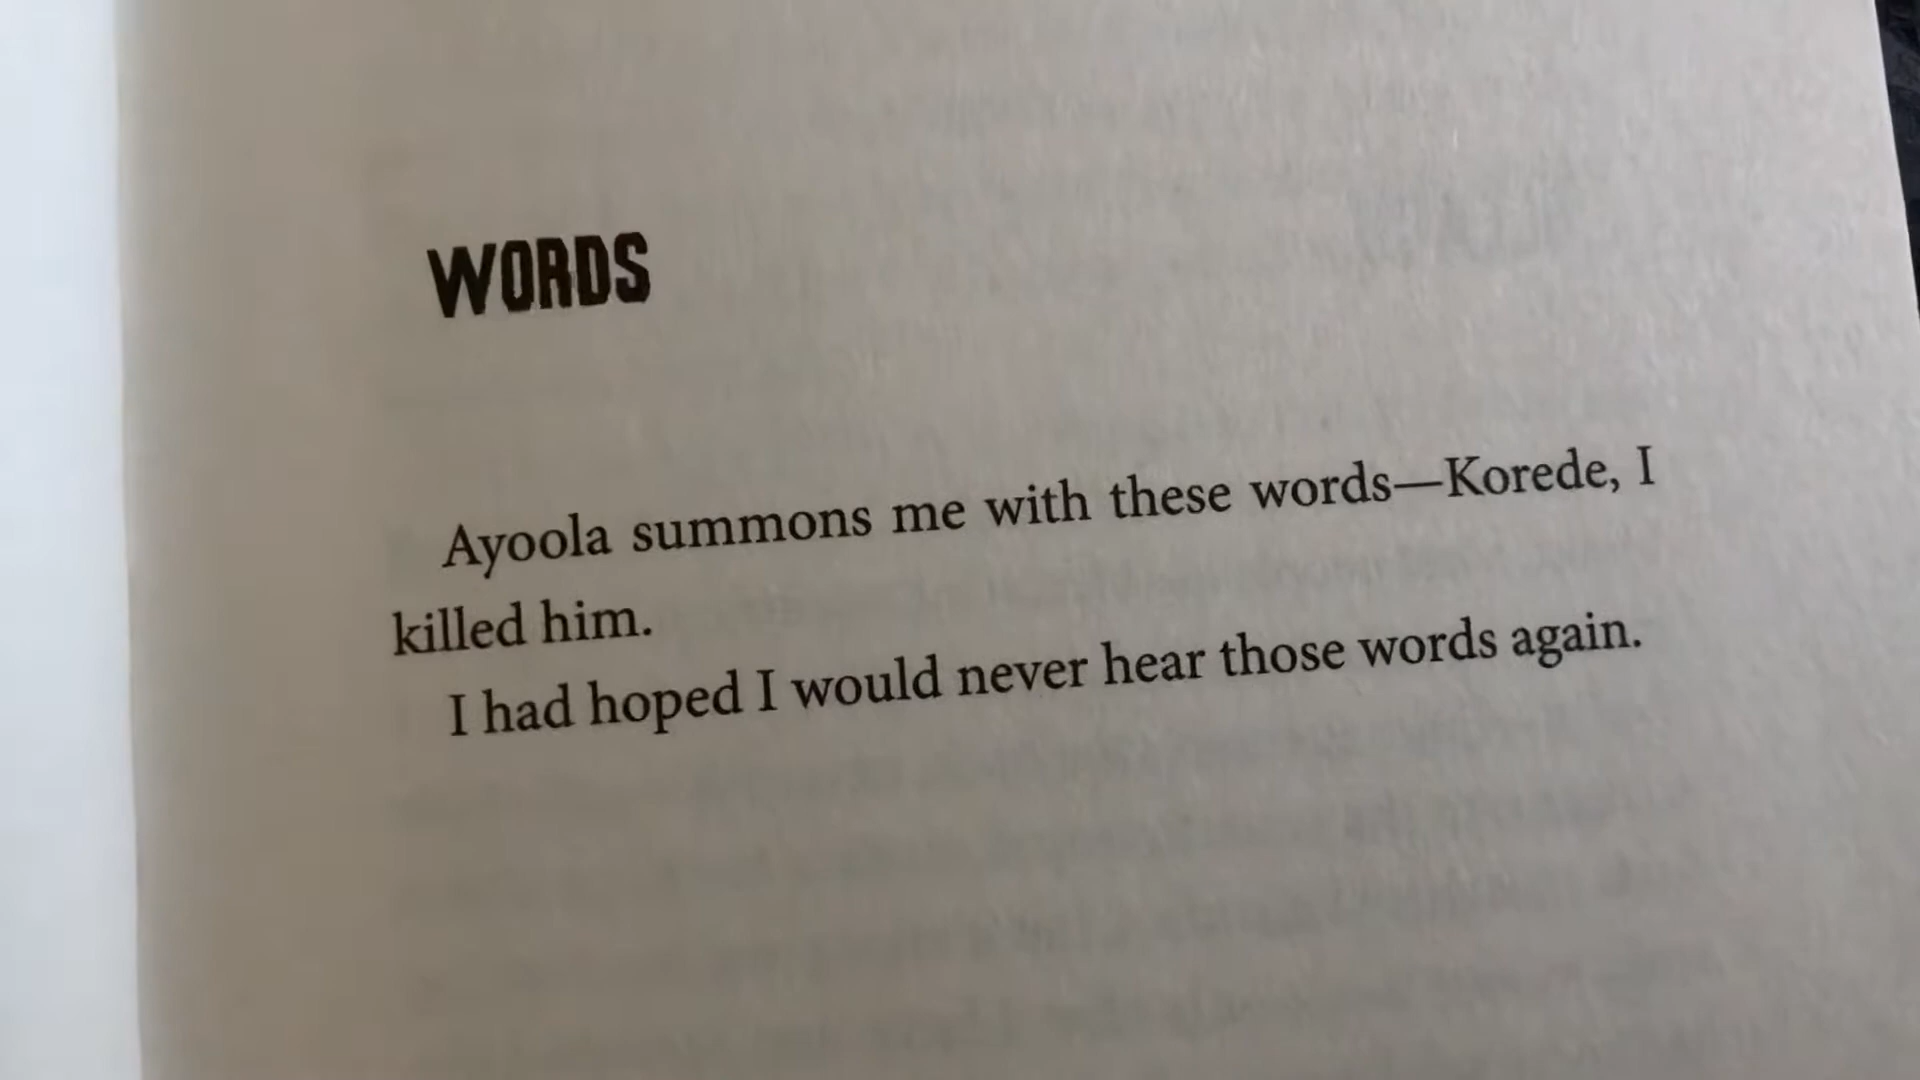 WORDS
Ayoola summons me with these words—Korede, I
killed him.
I had hoped I would never hear those words again.